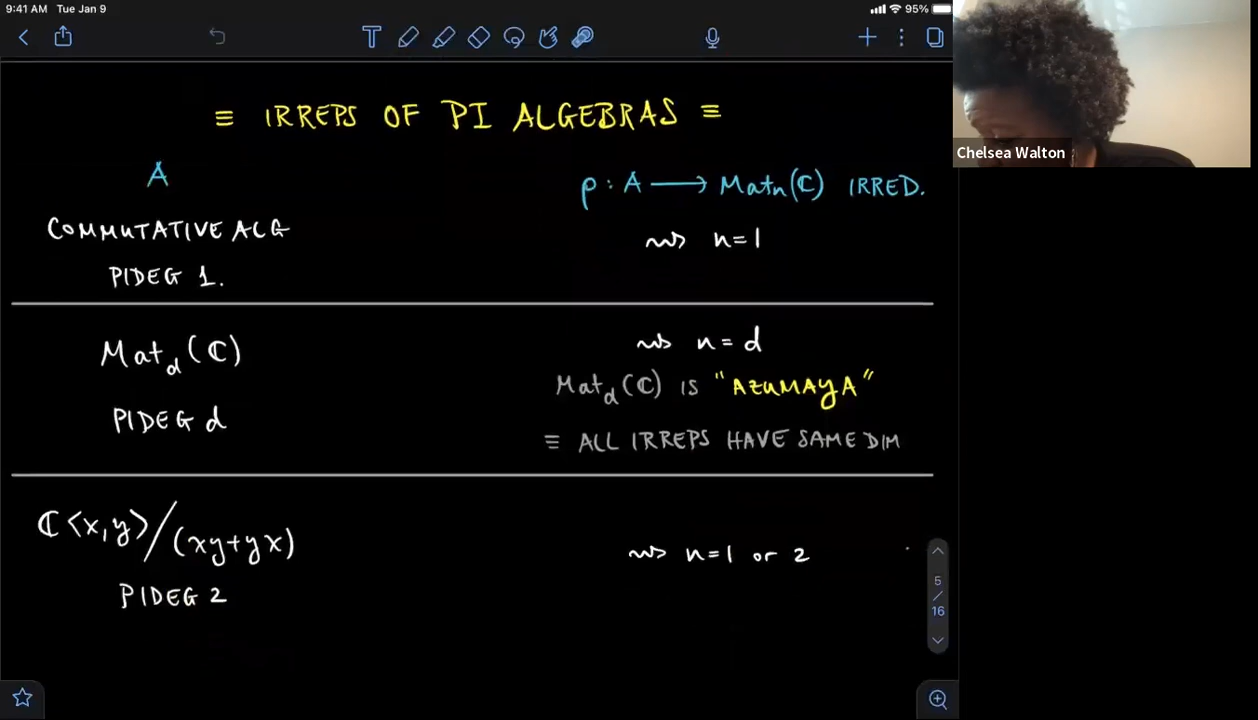 9:41 AM Tue Jan 9
95%
≡ IRREPS OF PI ALGEBRAS ≡
Chelsea Walton
A
ρ : A ⟶ Matn(ℂ) IRRED.
COMMUTATIVE ALG
⇝ n=1
PIDEG 1.
Mat_d(ℂ)
⇝ n=d
Mat_d(ℂ) IS "AZUMAYA"
PIDEG d
≡ ALL IRREPS HAVE SAME DIM
ℂ<x,y>/(xy+yx)
⇝ n=1 or 2
PIDEG 2
5
/
16